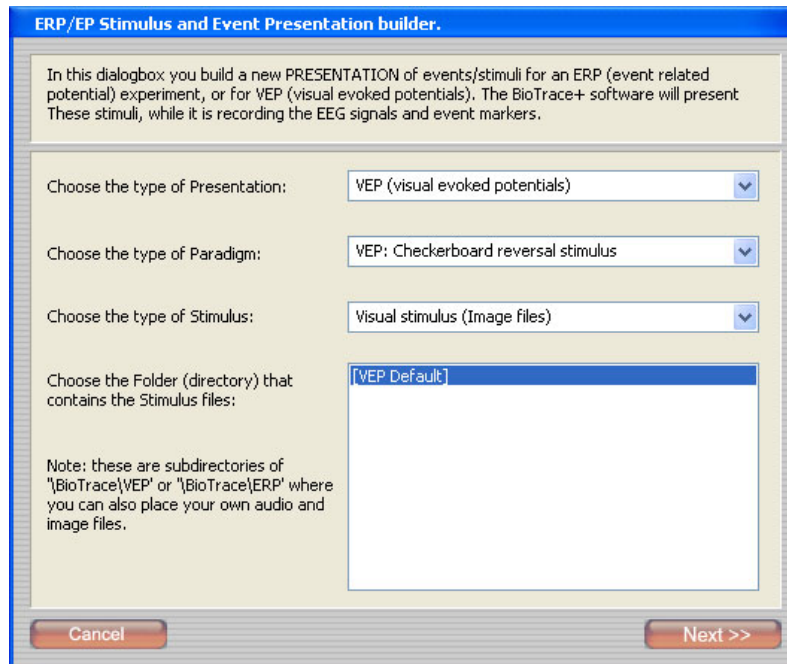 ERP/EP Stimulus and Event Presentation builder.
In this dialogbox you build a new PRESENTATION of events/stimuli for an ERP (event related
potential) experiment, or for VEP (visual evoked potentials). The BioTrace+ software will present
These stimuli, while it is recording the EEG signals and event markers.
Choose the type of Presentation:
VEP (visual evoked potentials)
Choose the type of Paradigm:
VEP: Checkerboard reversal stimulus
Choose the type of Stimulus:
Visual stimulus (Image files)
Choose the Folder (directory) that
contains the Stimulus files:
[VEP Default]
Note: these are subdirectories of
'\BioTrace\VEP' or '\BioTrace\ERP' where
you can also place your own audio and
image files.
Cancel
Next >>